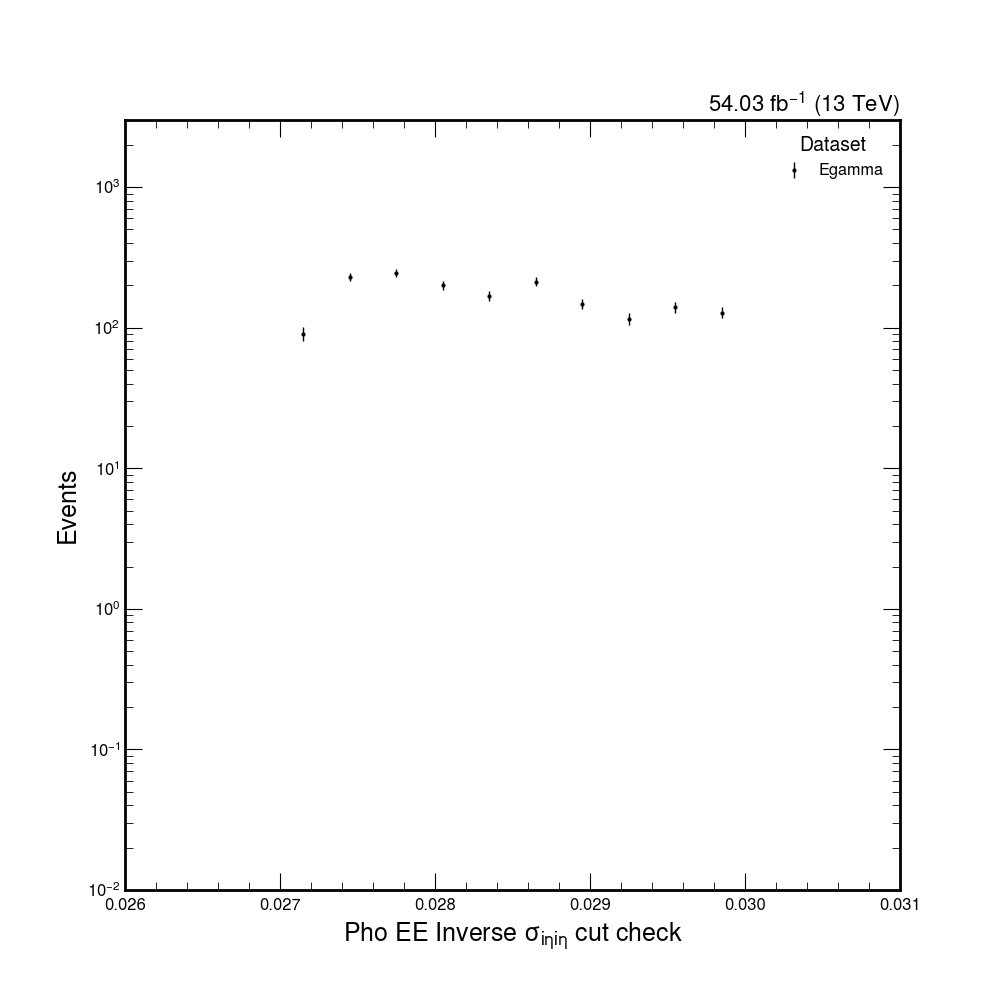 54.03 fb⁻¹ (13 TeV)
Dataset
Egamma
10³
10²
10¹
10⁰
10⁻¹
10⁻²
Events
0.026 0.027 0.028 0.029 0.030 0.031
Pho EE Inverse σᵢηᵢη cut check